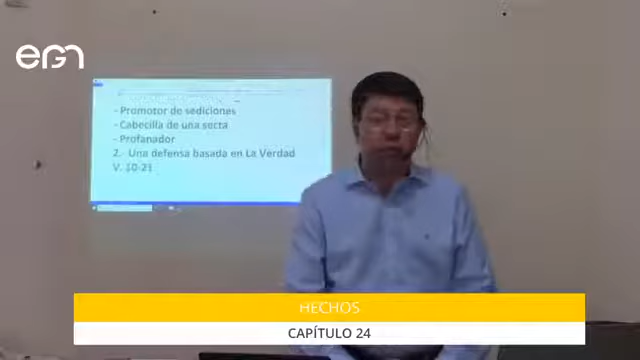 ern
- Promotor de sediciones
- Cabecilla de una secta
- Profanador
2.- Una defensa basada en La Verdad
V. 10-21
HECHOS
CAPÍTULO 24